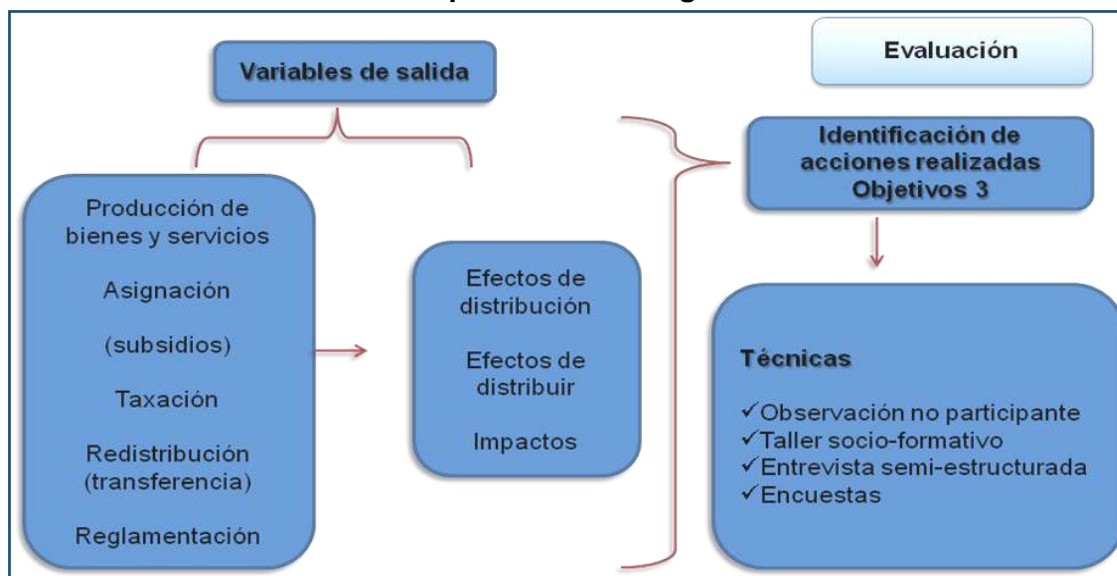 Variables de salida
Producción de
bienes y servicios
Asignación
(subsidios)
Taxación
Redistribución
(transferencia)
Reglamentación
Efectos de
distribución
Efectos de
distribuir
Impactos
Evaluación
Identificación de
acciones realizadas
Objetivos 3
Técnicas
✓Observación no participante
✓Taller socio-formativo
✓Entrevista semi-estructurada
✓Encuestas